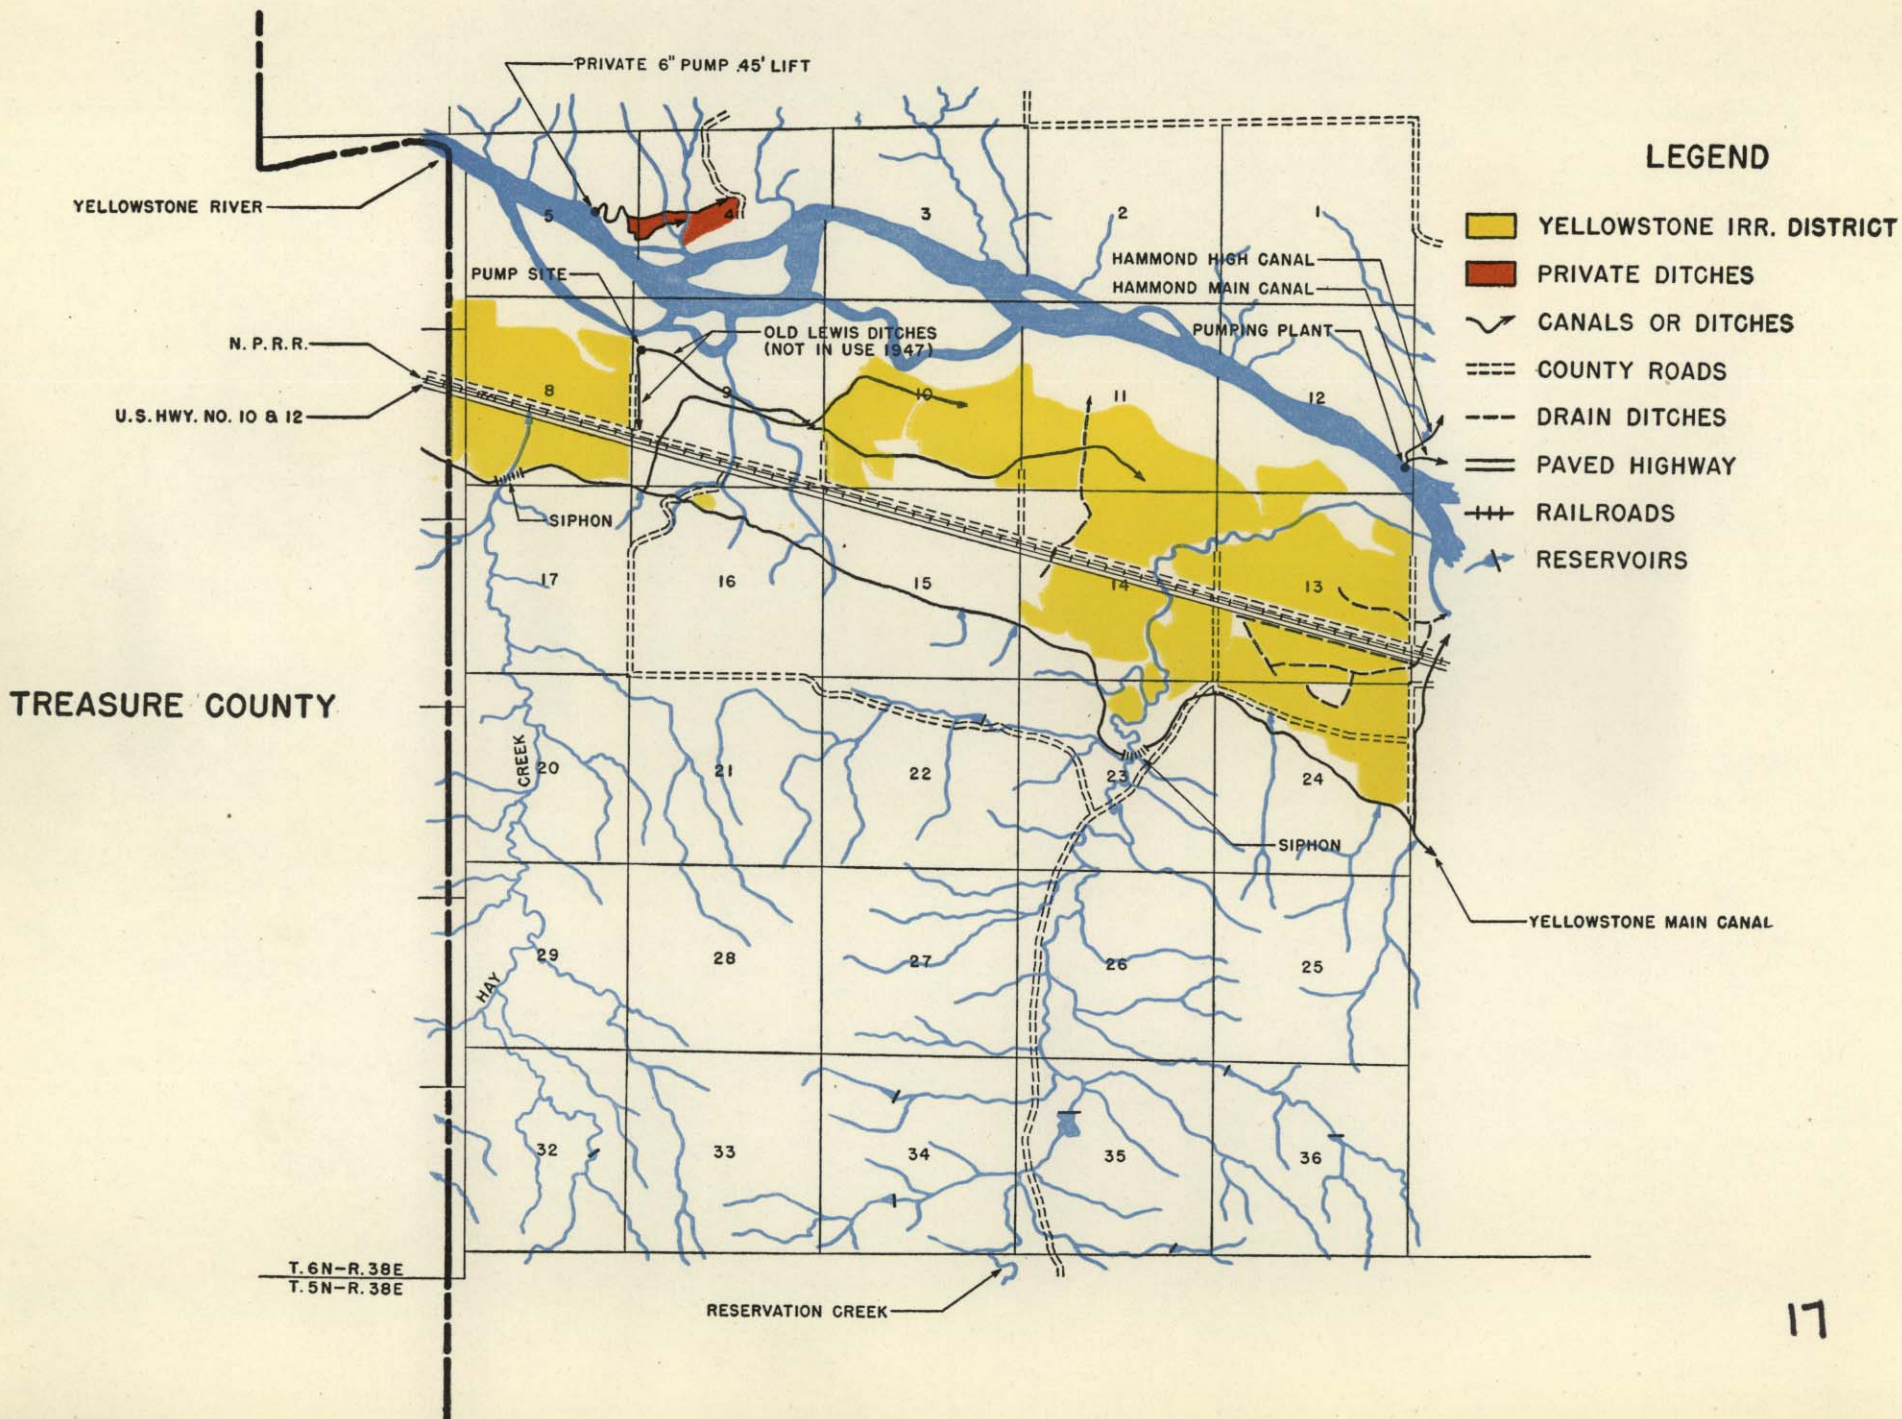 PRIVATE 6" PUMP .45' LIFT
LEGEND
YELLOWSTONE RIVER
5
4
3
2
1
YELLOWSTONE IRR. DISTRICT
PRIVATE DITCHES
CANALS OR DITCHES
COUNTY ROADS
DRAIN DITCHES
PAVED HIGHWAY
RAILROADS
RESERVOIRS
HAMMOND HIGH CANAL
HAMMOND MAIN CANAL
PUMPING PLANT
PUMP SITE
OLD LEWIS DITCHES
(NOT IN USE 1947)
N. P. R. R.
U.S. HWY. NO. 10 & 12
8
9
10
11
12
SIPHON
17
16
15
14
13
TREASURE COUNTY
CREEK
20
21
22
23
24
SIPHON
YELLOWSTONE MAIN CANAL
HAY
29
28
27
26
25
32
33
34
35
36
T. 6N-R. 38E
T. 5N-R. 38E
RESERVATION CREEK
17